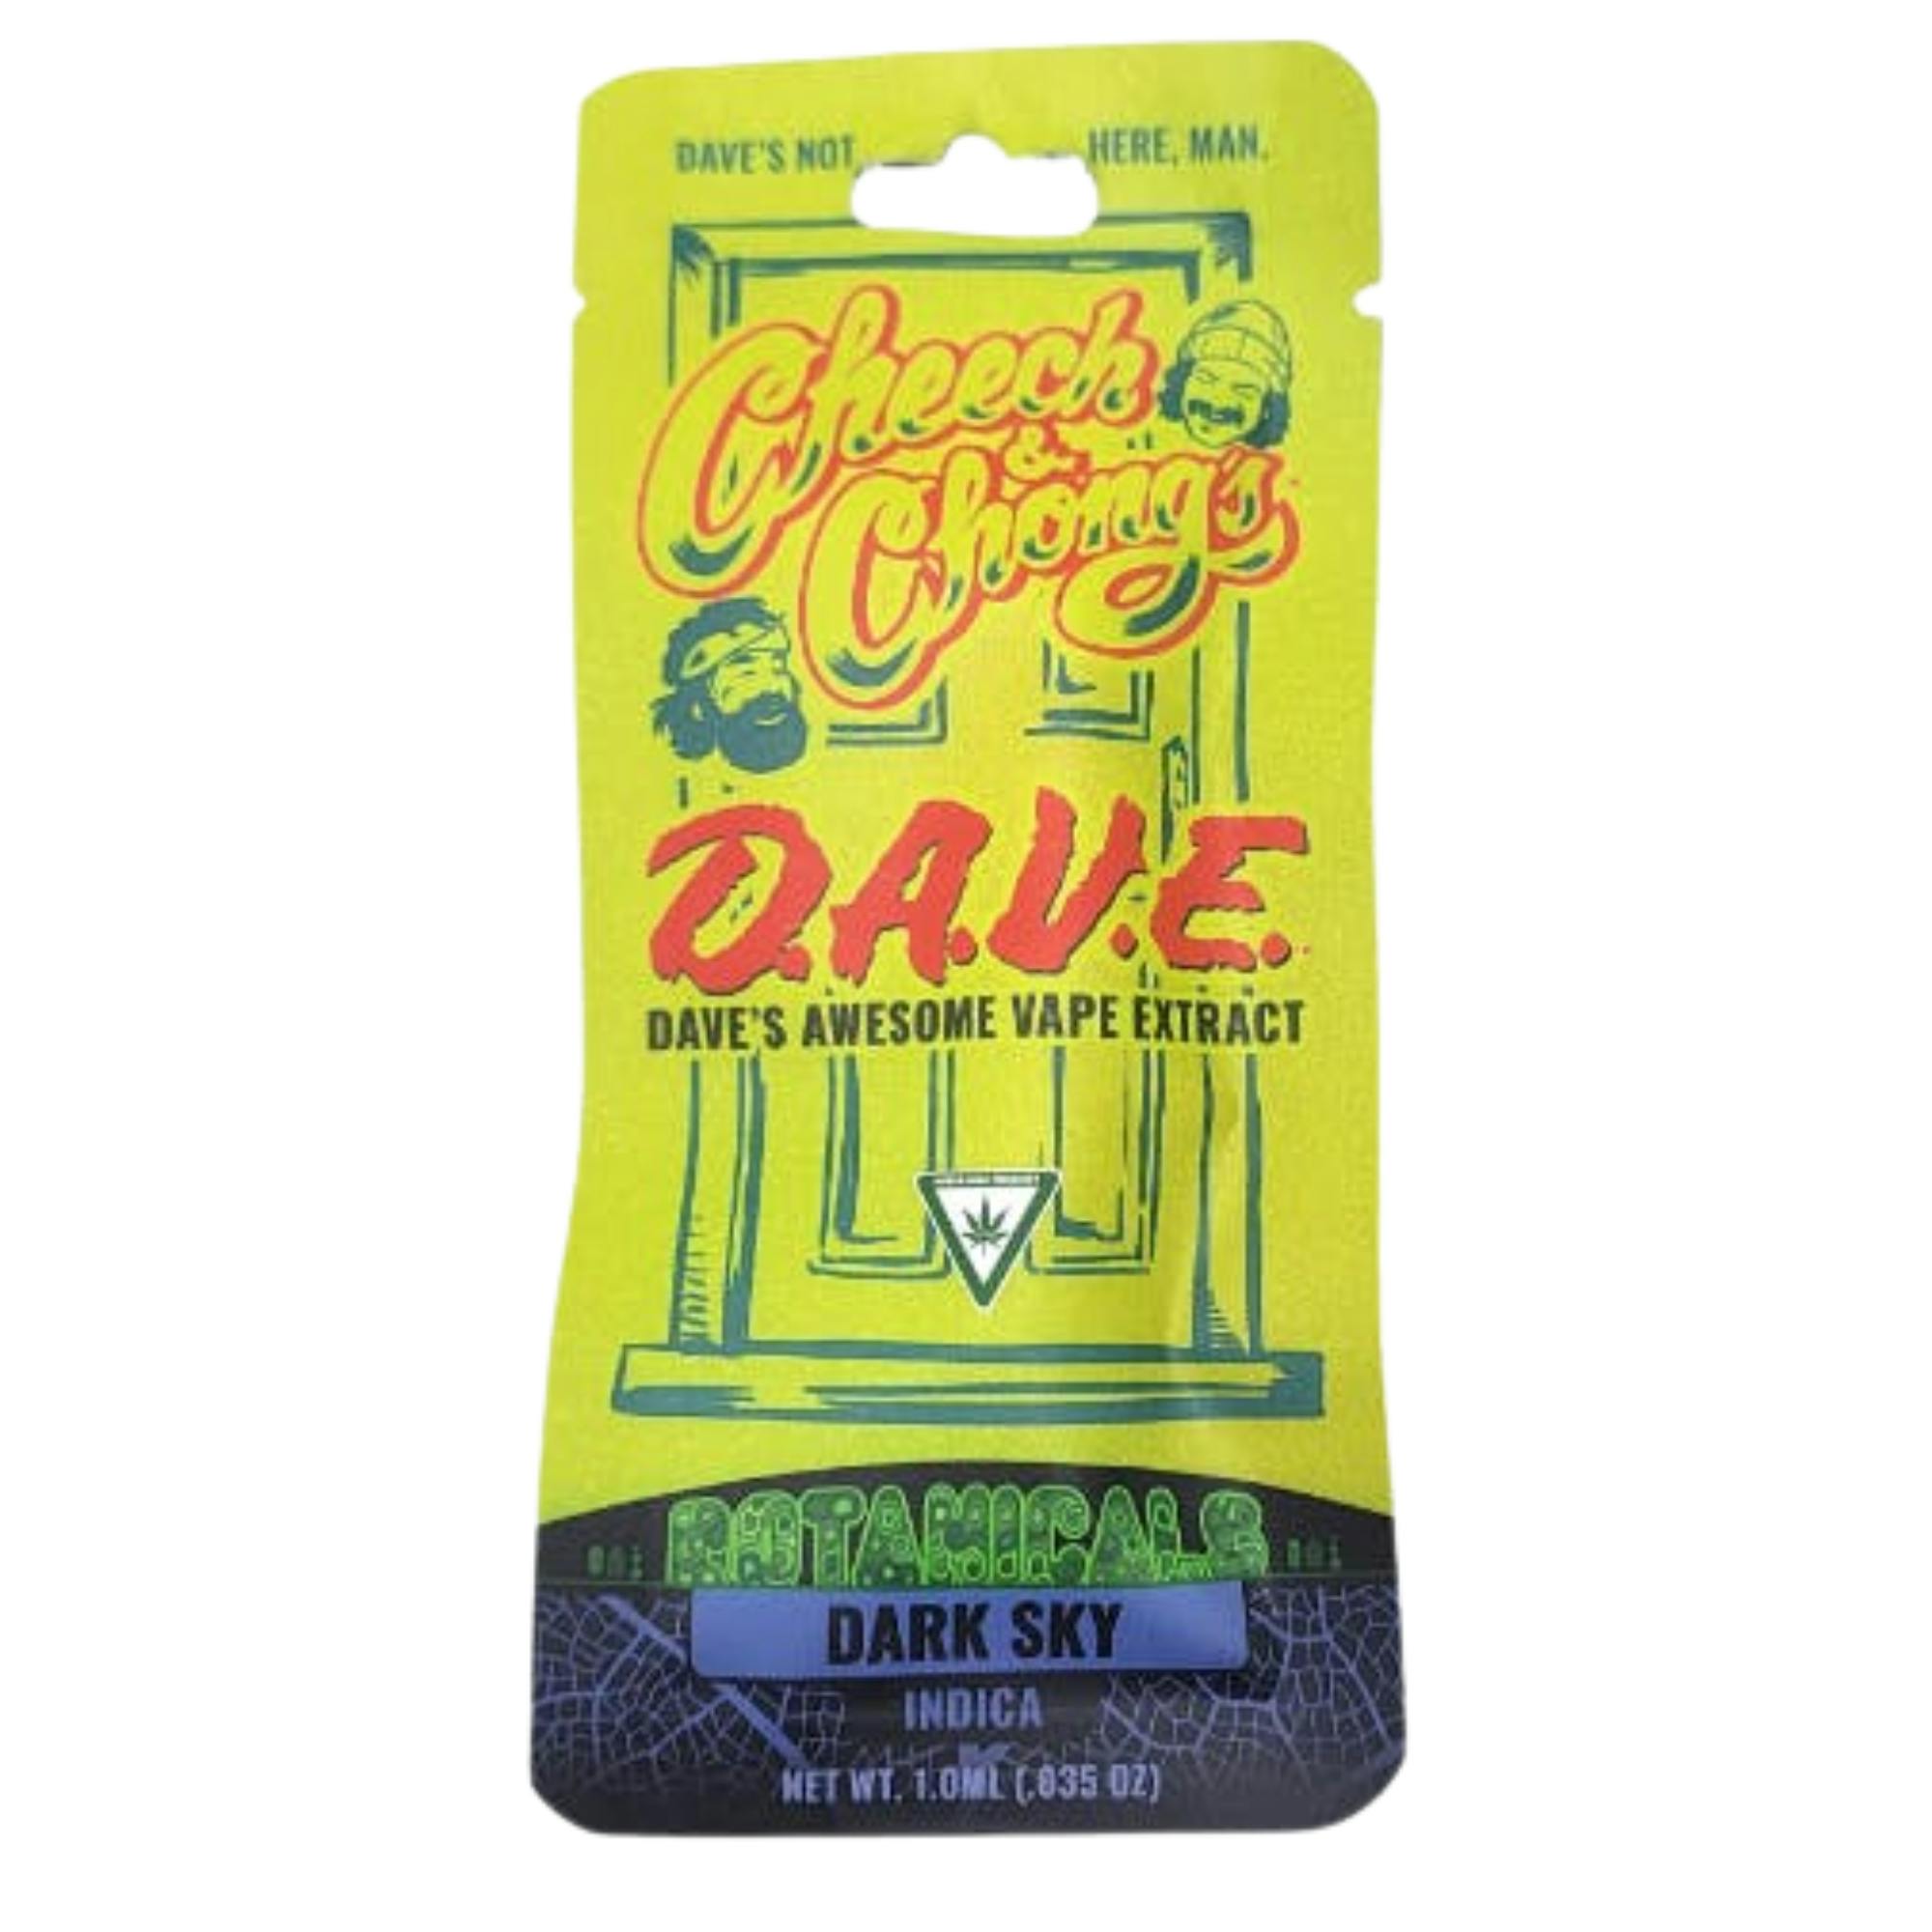 DAVE'S NOT HERE, MAN.
Cheech
&
Chong's
D.A.V.E.
DAVE'S AWESOME VAPE EXTRACT
BOTANICALS
DARK SKY
INDICA
NET WT. 1.0ML (.035 OZ)